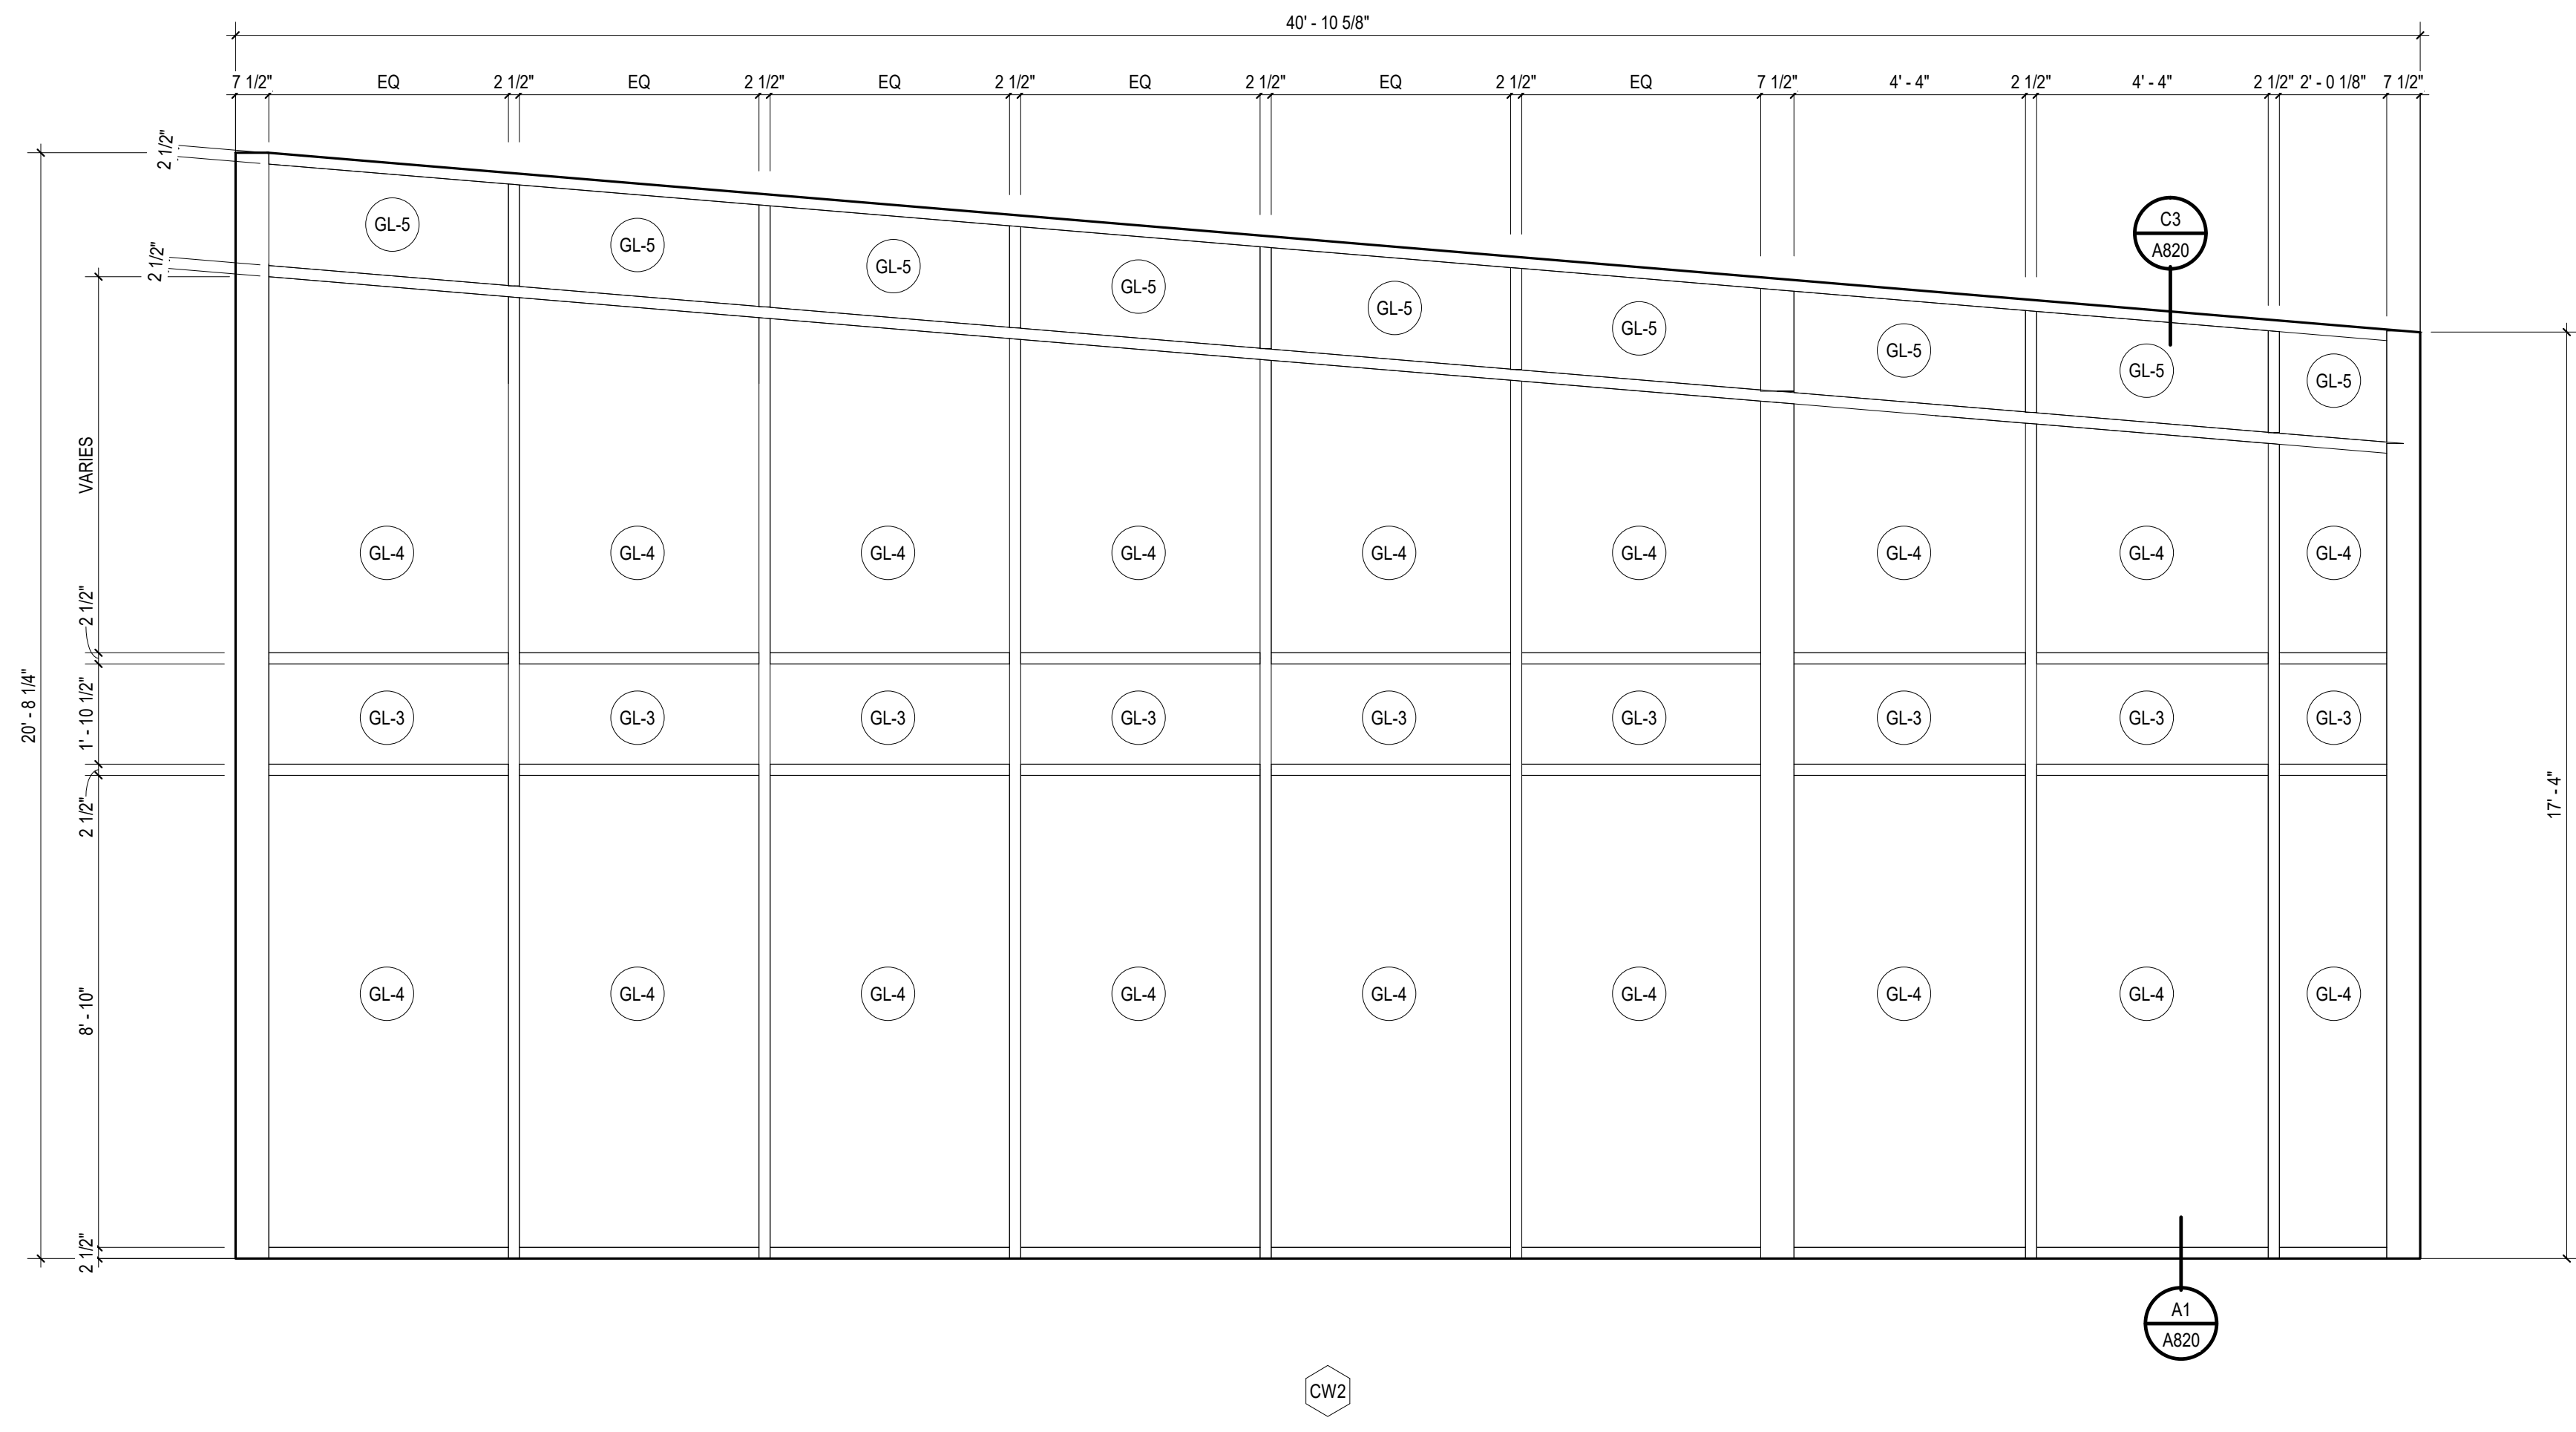 40' - 10 5/8"
7 1/2" EQ 2 1/2" EQ 2 1/2" EQ 2 1/2" EQ 2 1/2" EQ 2 1/2" EQ 7 1/2" 4' - 4" 2 1/2" 4' - 4" 2 1/2" 2' - 0 1/8" 7 1/2"
2 1/2"
2 1/2"
VARIES
2 1/2"
1' - 10 1/2"
2 1/2"
8' - 10"
2 1/2"
20' - 8 1/4"
17' - 4"
C3
A820
GL-5 GL-5 GL-5 GL-5 GL-5 GL-5 GL-5 GL-5 GL-5
GL-4 GL-4 GL-4 GL-4 GL-4 GL-4 GL-4 GL-4 GL-4
GL-3 GL-3 GL-3 GL-3 GL-3 GL-3 GL-3 GL-3 GL-3
GL-4 GL-4 GL-4 GL-4 GL-4 GL-4 GL-4 GL-4 GL-4
A1
A820
CW2